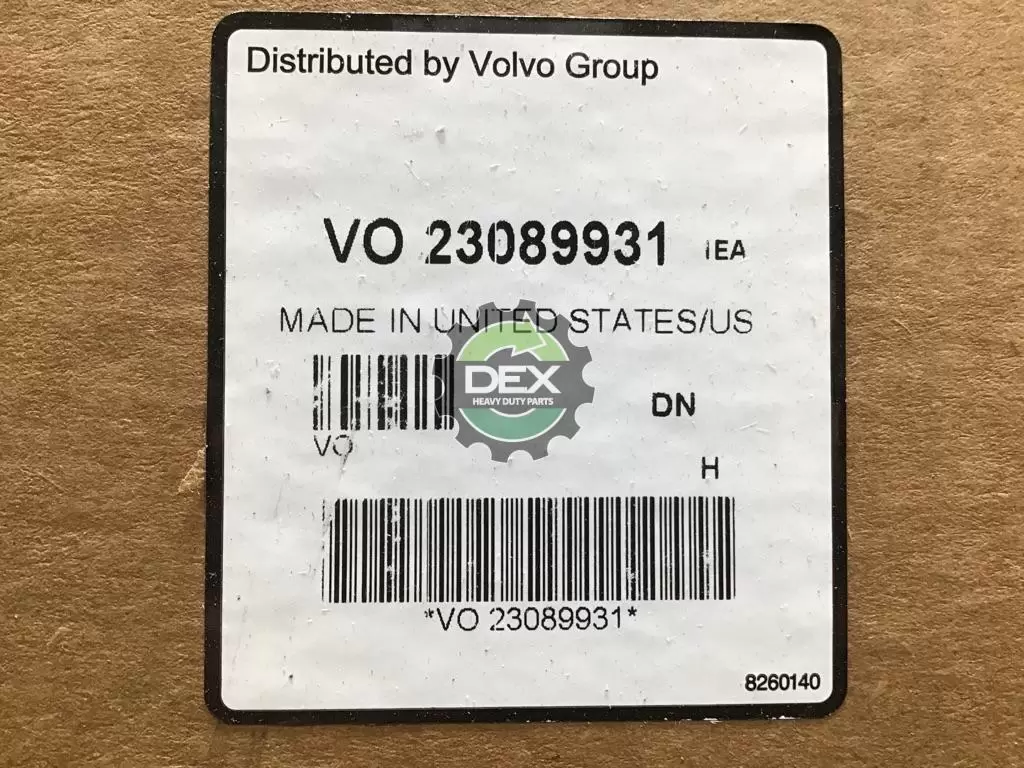 Distributed by Volvo Group
VO 23089931 1EA
MADE IN UNITED STATES/US
DEX
HEAVY DUTY PARTS
DN
VO
H
*VO 23089931*
8260140